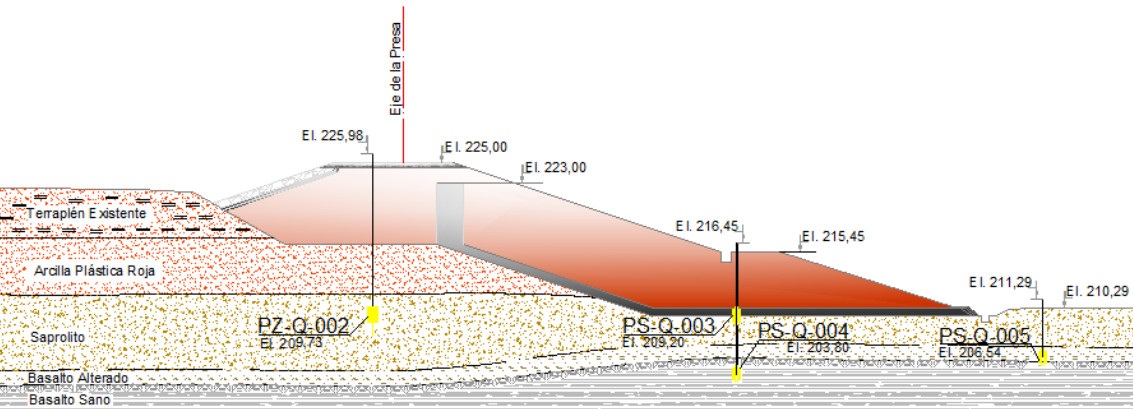 Eje de la Presa
El. 225,98
El. 225,00
El. 223,00
El. 216,45
El. 215,45
El. 211,29
El. 210,29
Terraplén Existente
Arcilla Plástica Roja
Saprolito
Basalto Alterado
Basalto Sano
PZ-Q-002
El. 209.73
PS-Q-003
El. 209,20
PS-Q-004
El. 203,80
PS-Q-005
El. 206,54